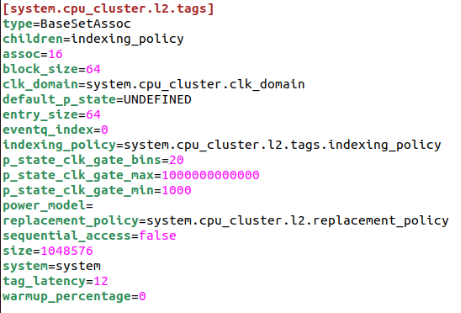 [system.cpu_cluster.l2.tags]
type=BaseSetAssoc
children=indexing_policy
assoc=16
block_size=64
clk_domain=system.cpu_cluster.clk_domain
default_p_state=UNDEFINED
entry_size=64
eventq_index=0
indexing_policy=system.cpu_cluster.l2.tags.indexing_policy
p_state_clk_gate_bins=20
p_state_clk_gate_max=1000000000000
p_state_clk_gate_min=1000
power_model=
replacement_policy=system.cpu_cluster.l2.replacement_policy
sequential_access=false
size=1048576
system=system
tag_latency=12
warmup_percentage=0